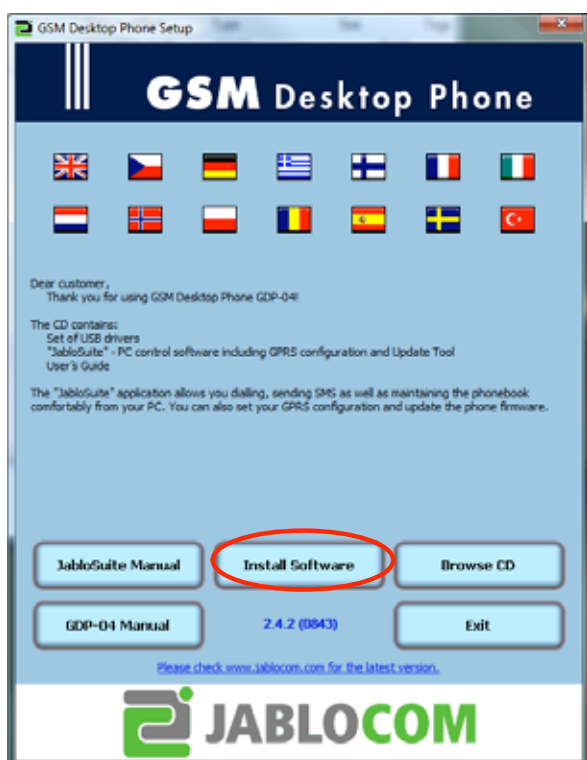 GSM Desktop Phone Setup
GSM Desktop Phone
Dear customer,
Thank you for using GSM Desktop Phone GDP-04!
The CD contains:
Set of USB drivers
"JabloSuite" - PC control software including GPRS configuration and Update Tool
User's Guide
The "JabloSuite" application allows you dialling, sending SMS as well as maintaining the phonebook
comfortably from your PC. You can also set your GPRS configuration and update the phone firmware.
JabloSuite Manual Install Software Browse CD
GDP-04 Manual 2.4.2 (0843) Exit
Please check www.jablocom.com for the latest version.
JABLOCOM